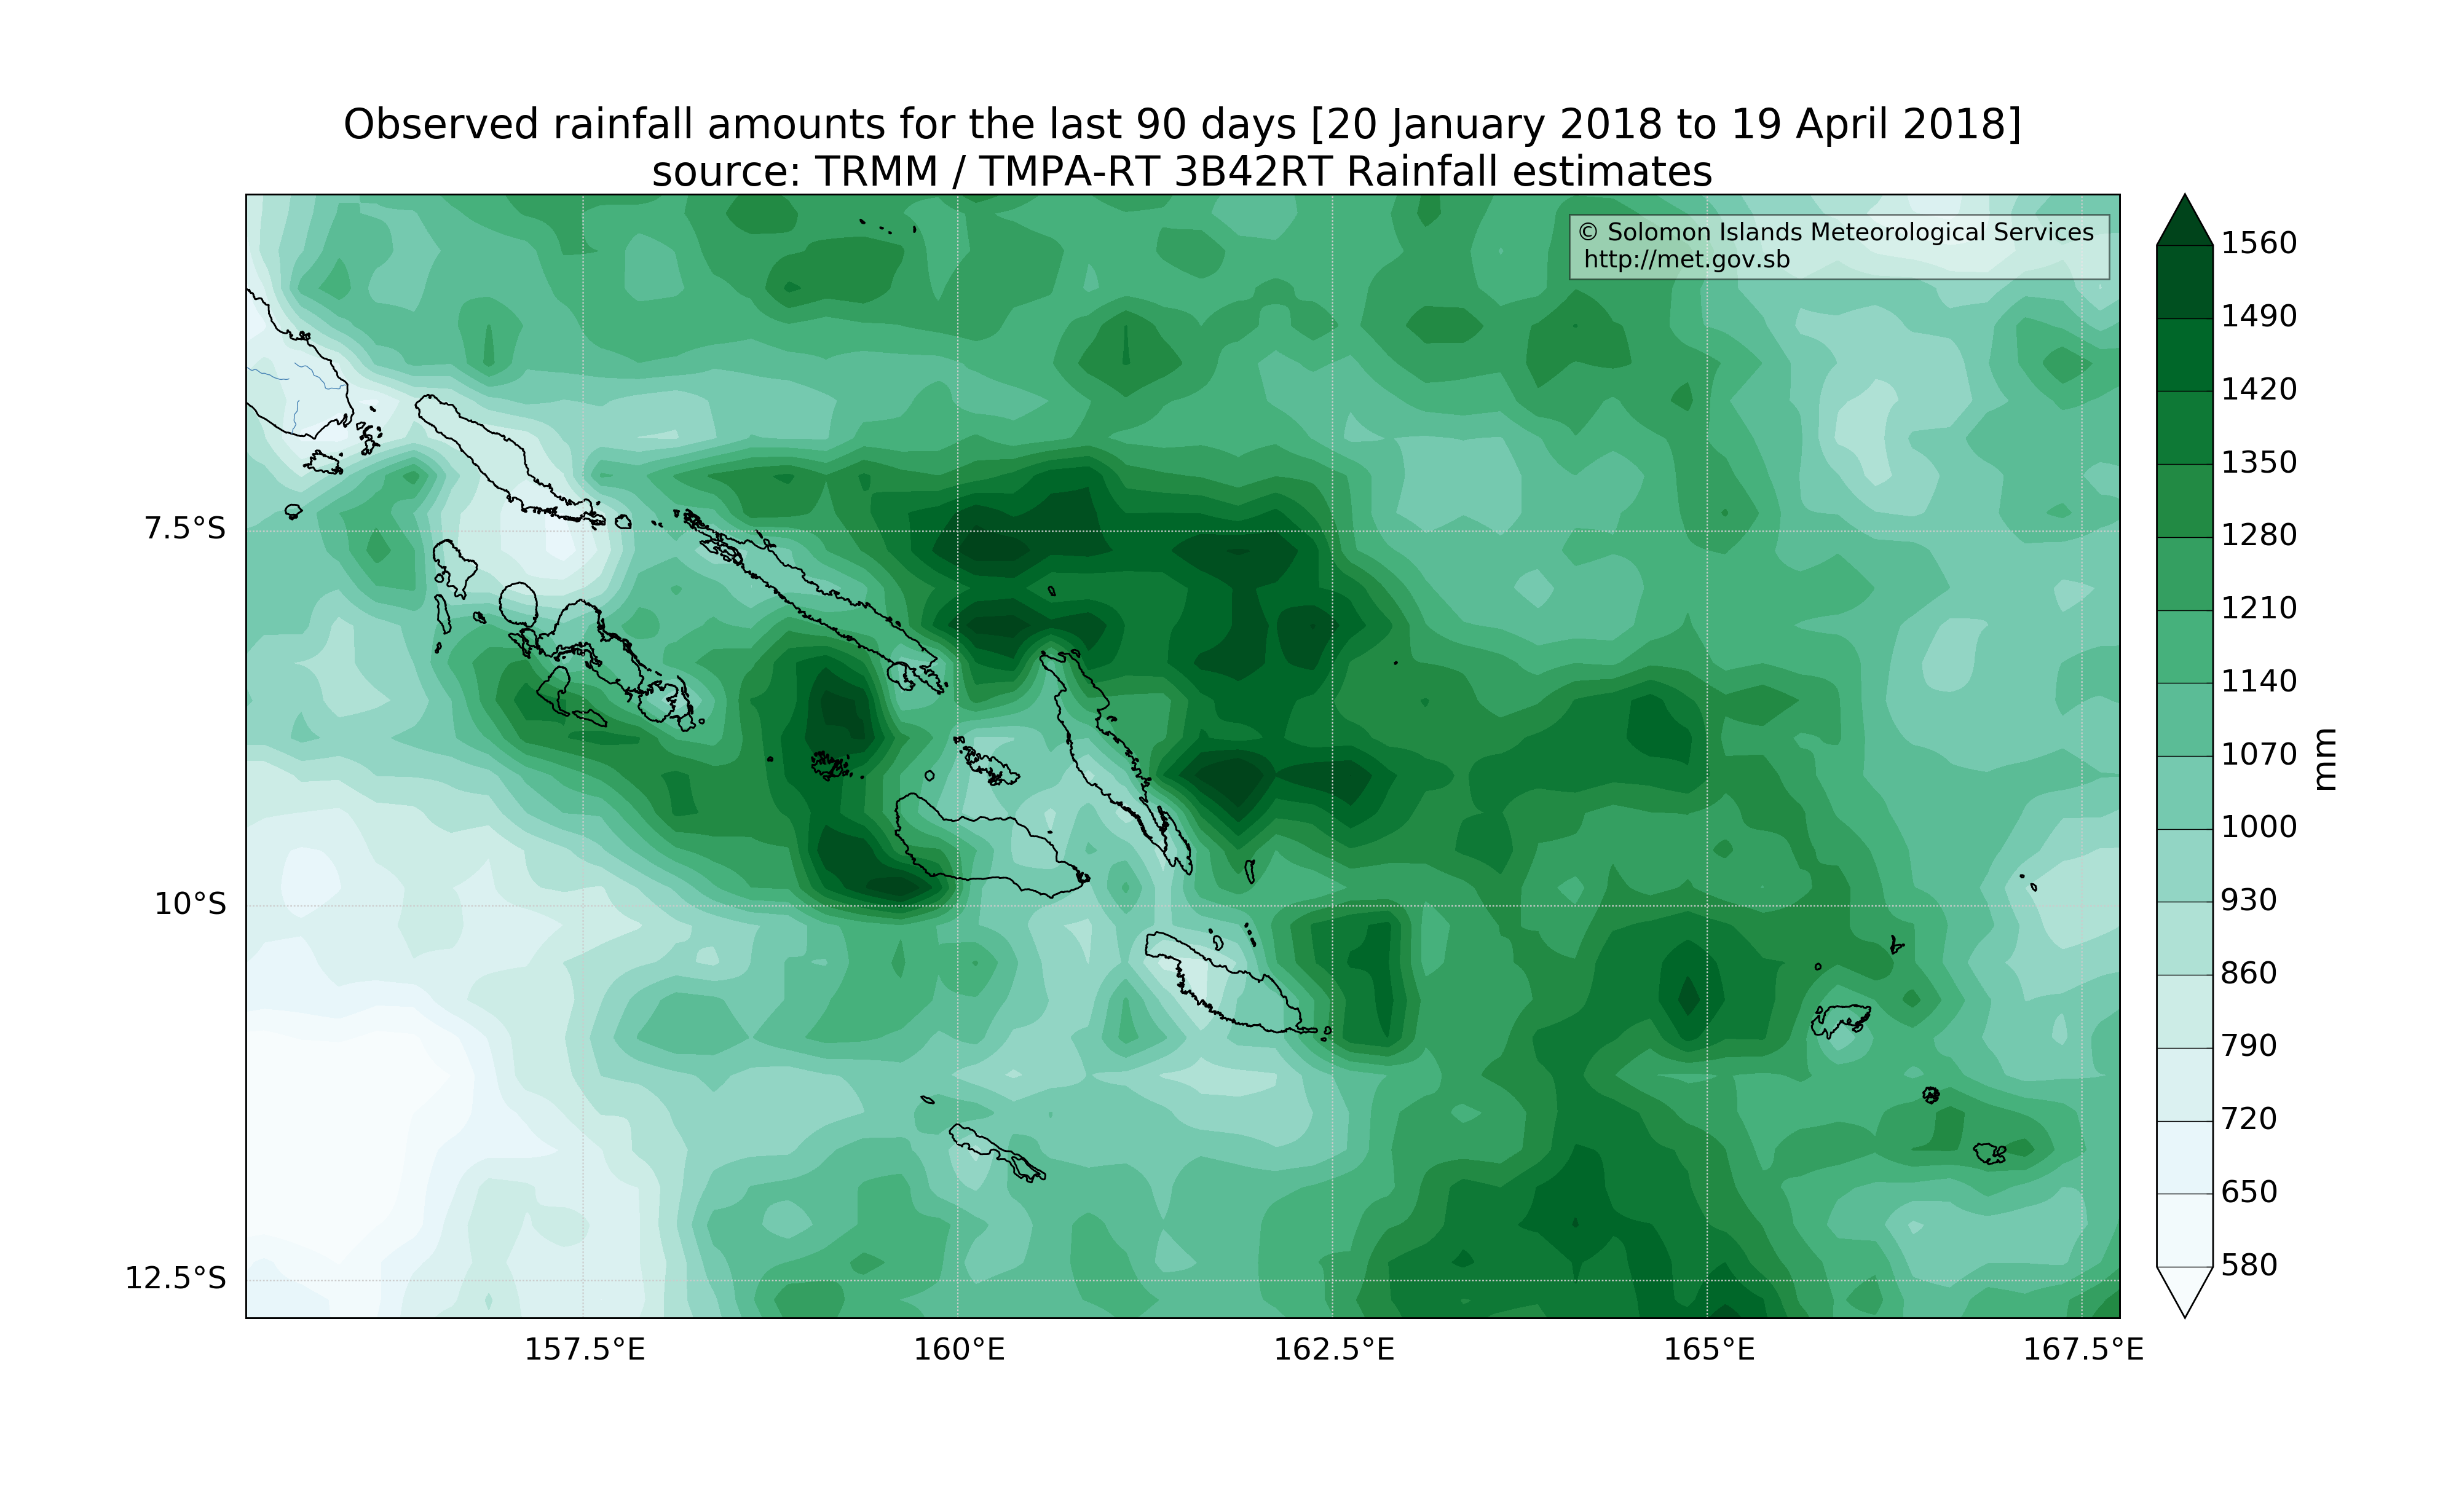 Observed rainfall amounts for the last 90 days [20 January 2018 to 19 April 2018]
source: TRMM / TMPA-RT 3B42RT Rainfall estimates
© Solomon Islands Meteorological Services
http://met.gov.sb
7.5°S
10°S
12.5°S
157.5°E
160°E
162.5°E
165°E
167.5°E
1560
1490
1420
1350
1280
1210
1140
1070
1000
930
860
790
720
650
580
mm